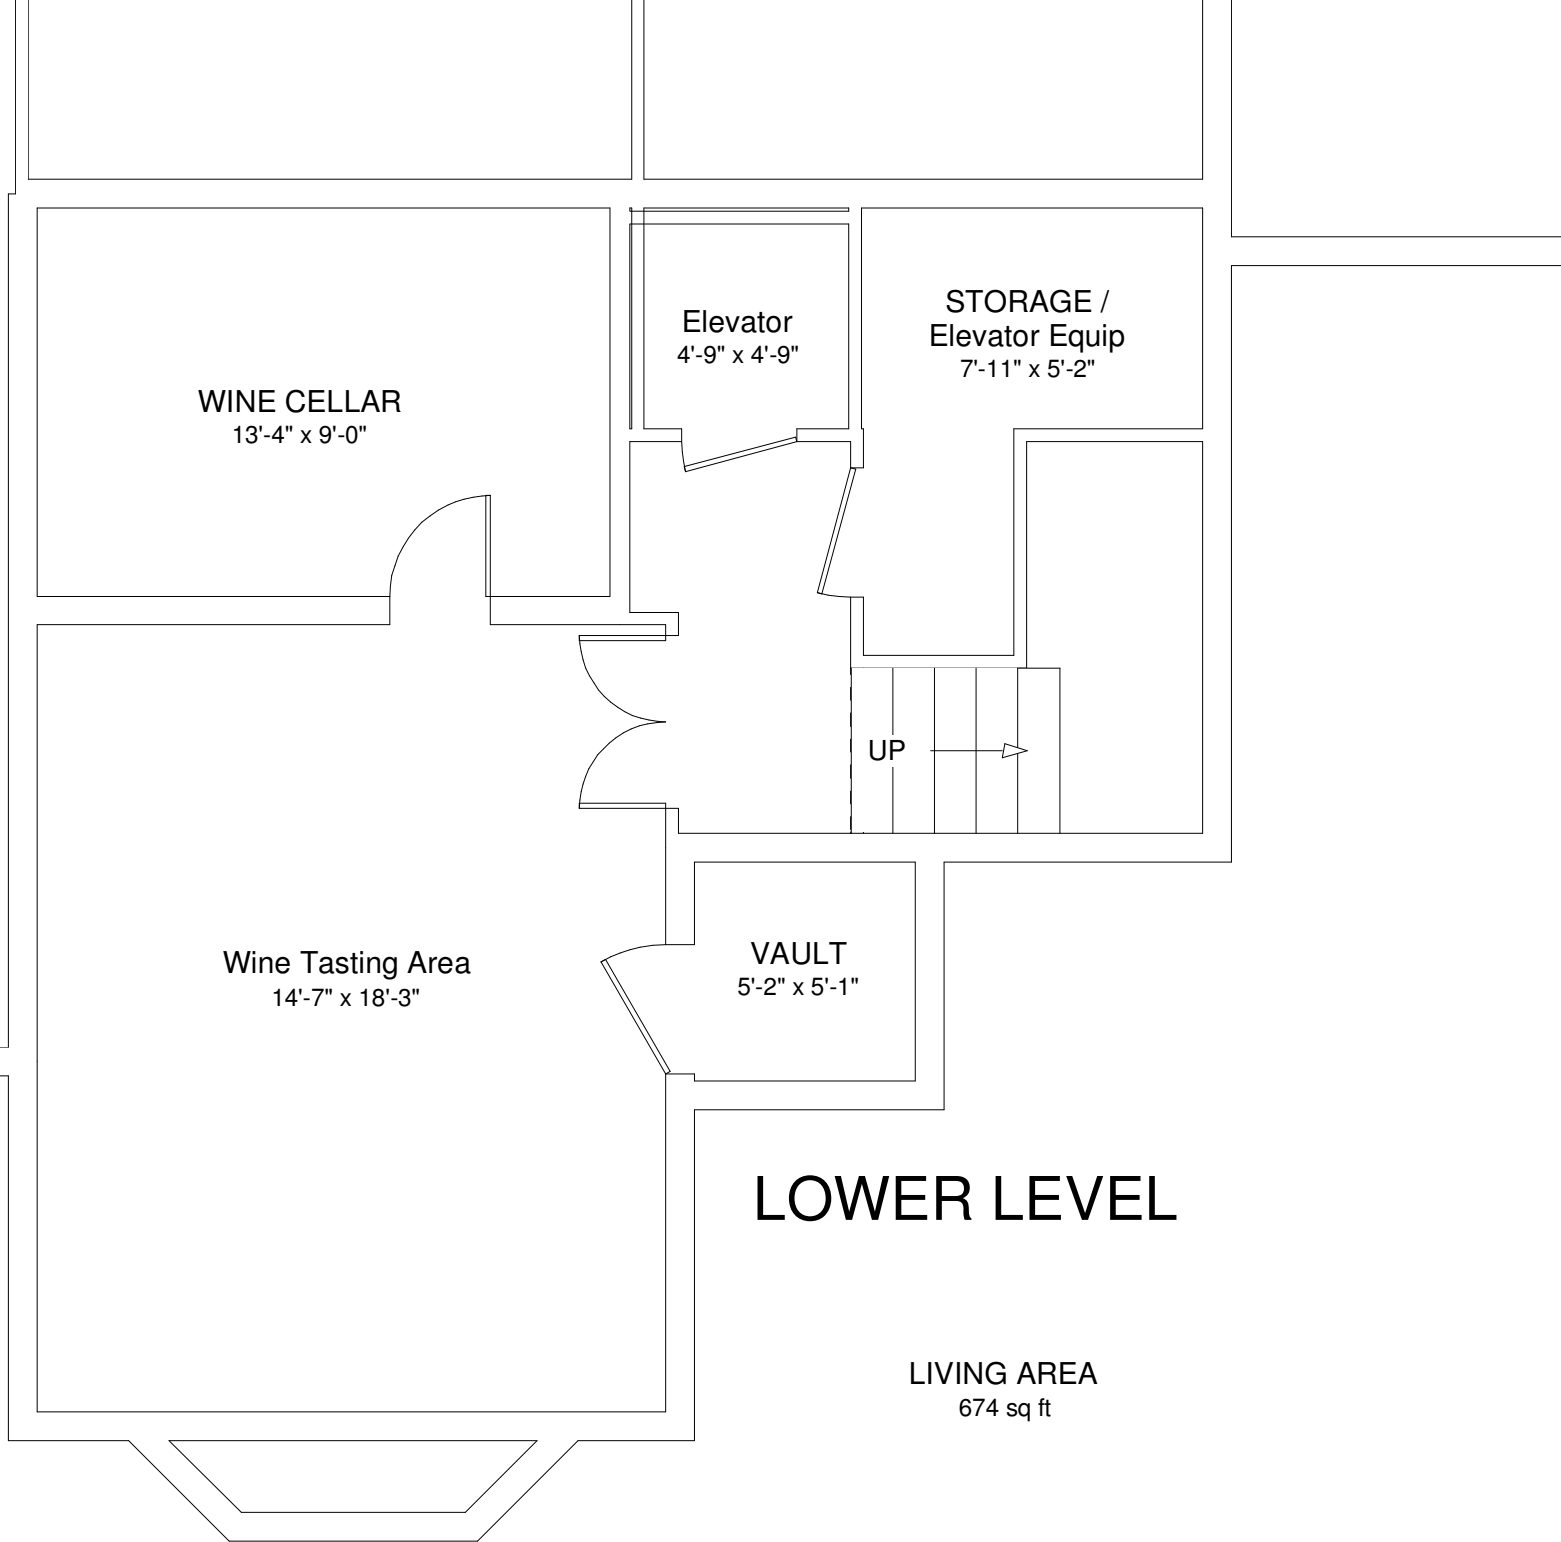 STORAGE /
Elevator Equip
7'-11" x 5'-2"
Elevator
4'-9" x 4'-9"
WINE CELLAR
13'-4" x 9'-0"
UP
Wine Tasting Area
14'-7" x 18'-3"
VAULT
5'-2" x 5'-1"
LOWER LEVEL
LIVING AREA
674 sq ft